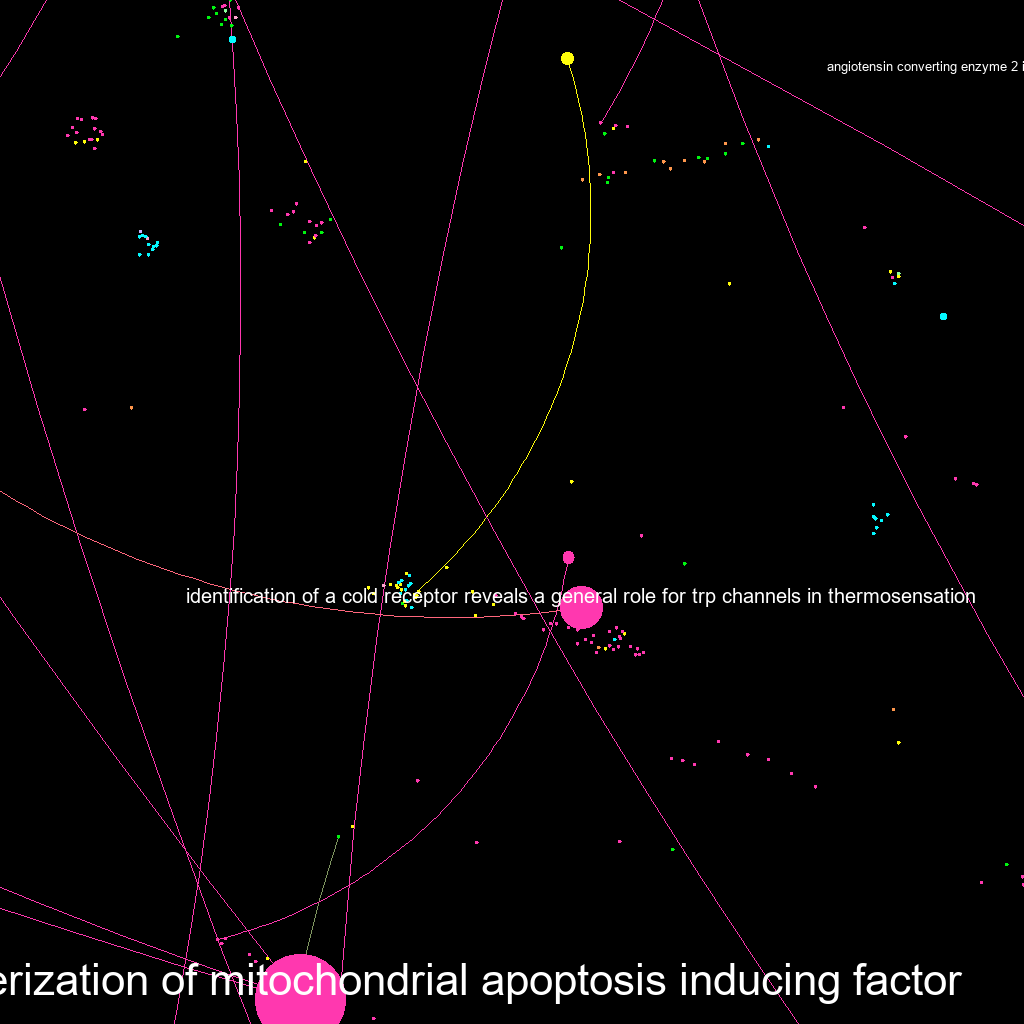 angiotensin converting enzyme 2 i
identification of a cold receptor reveals a general role for trp channels in thermosensation
erization of mitochondrial apoptosis inducing factor